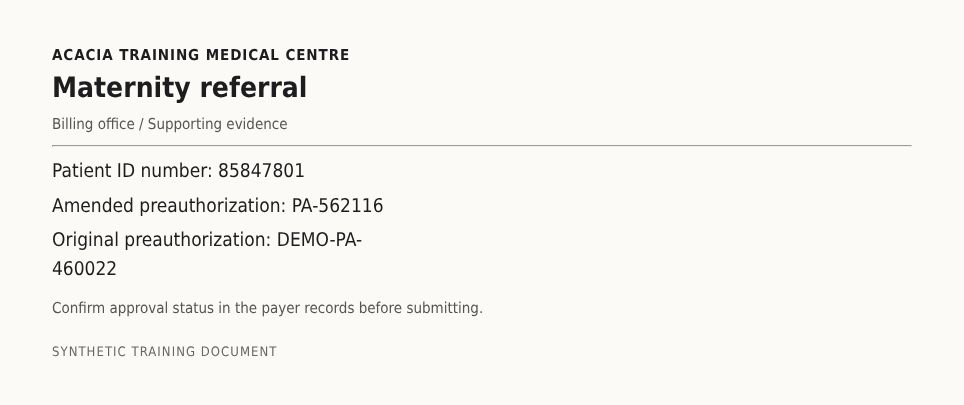 ACACIA TRAINING MEDICAL CENTRE
Maternity referral
Billing office / Supporting evidence
Patient ID number: 85847801
Amended preauthorization: PA-562116
Original preauthorization: DEMO-PA-
460022
Confirm approval status in the payer records before submitting.
SYNTHETIC TRAINING DOCUMENT